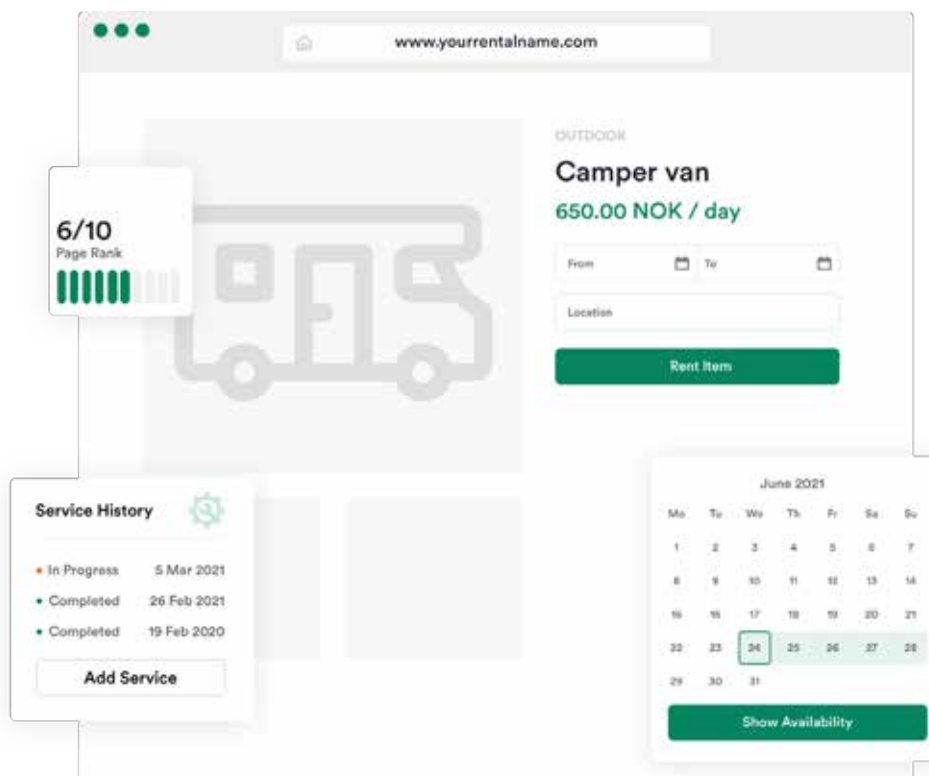 www.yourrentalname.com
OUTDOOR
Camper van
650.00 NOK / day
From To
Location
Rent Item
6/10
Page Rank
Service History
In Progress 5 Mar 2021
Completed 26 Feb 2021
Completed 19 Feb 2020
Add Service
June 2021
Mo Tu We Th Fr Sa Su
1 2 3 4 5 6 7
8 9 10 11 12 13 14
15 16 17 18 19 20 21
22 23 24 25 26 27 28
29 30 31
Show Availability